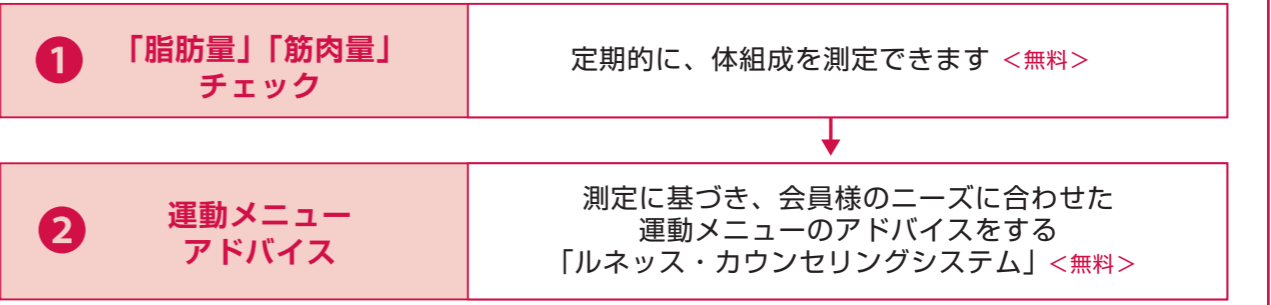 ❶
「脂肪量」「筋肉量」
チェック
定期的に、体組成を測定できます <無料>
❷
運動メニュー
アドバイス
測定に基づき、会員様のニーズに合わせた
運動メニューのアドバイスをする
「ルネッス・カウンセリングシステム」<無料>